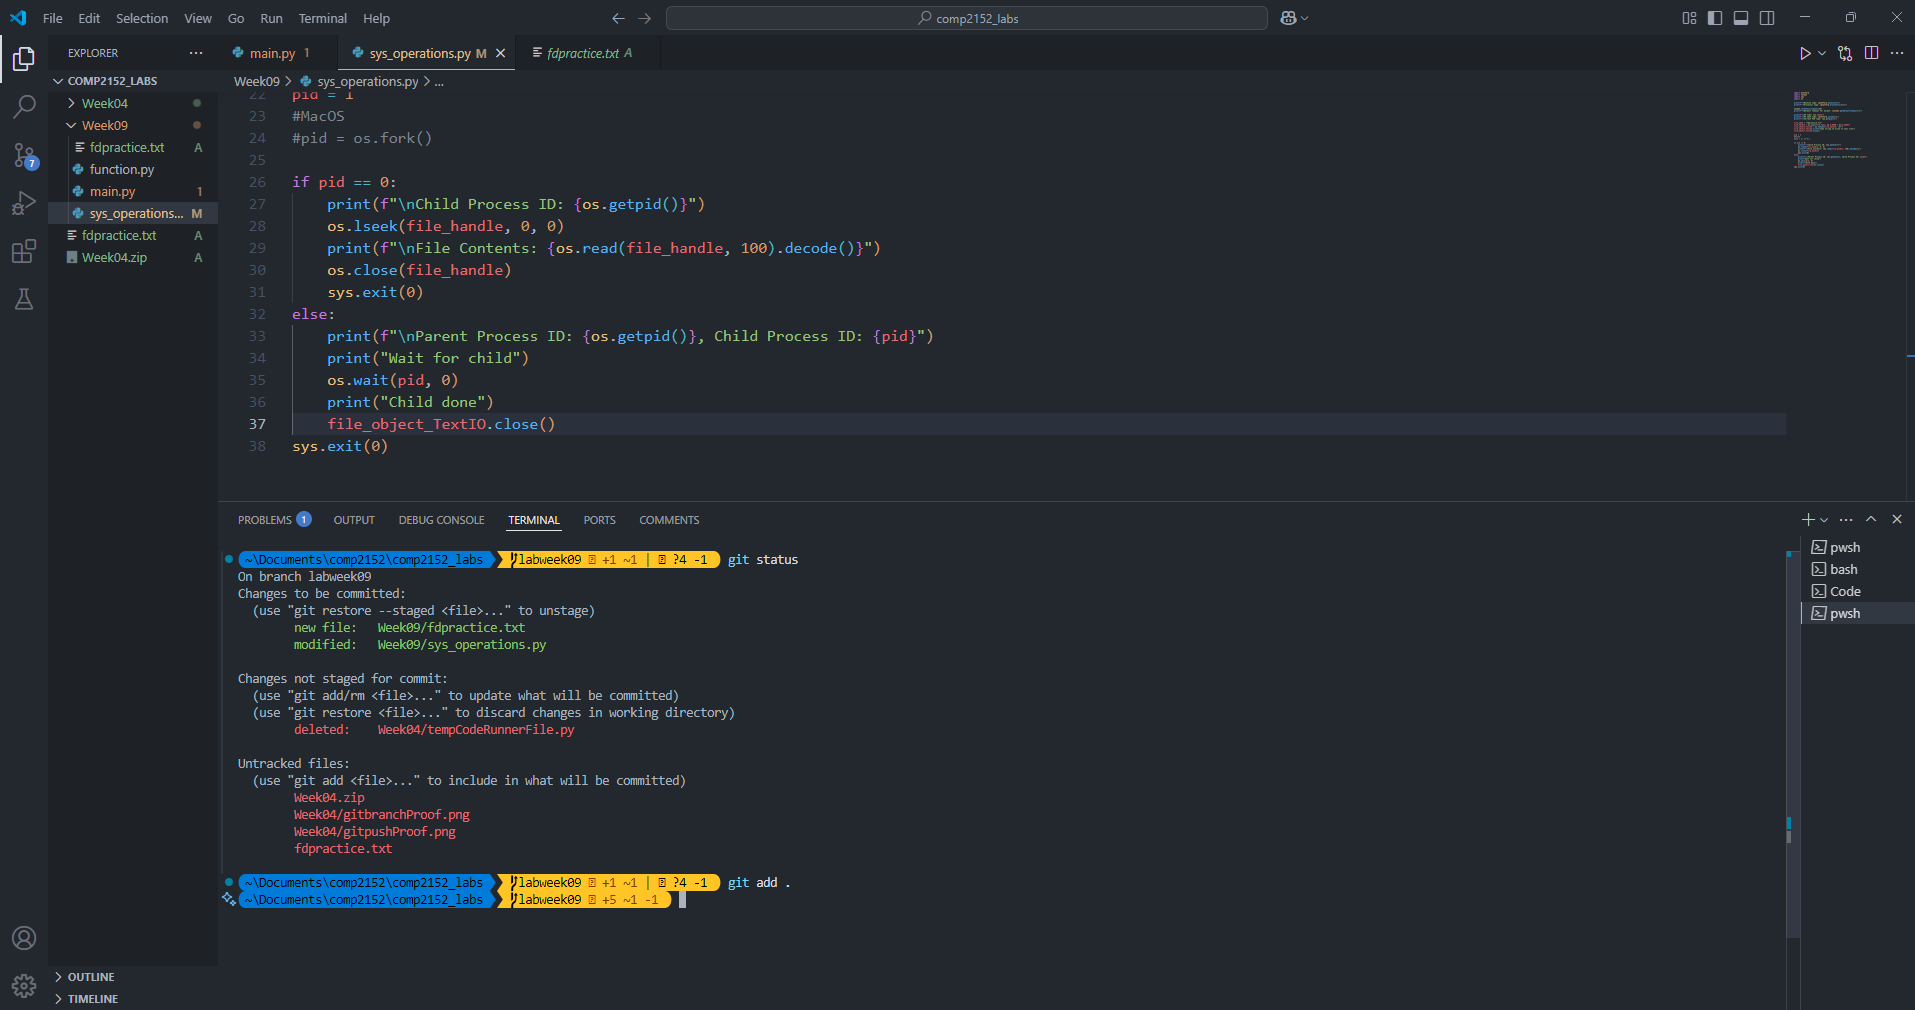 File Edit Selection View Go Run Terminal Help
comp2152_labs
EXPLORER
COMP2152_LABS
Week04
Week09
fdpractice.txt A
function.py
main.py 1
sys_operations... M
fdpractice.txt A
Week04.zip A
7
OUTLINE
TIMELINE
main.py 1
sys_operations.py M
fdpractice.txt A
Week09 > sys_operations.py > ...
22 pid = 1
23 #MacOS
24 #pid = os.fork()
25
26 if pid == 0:
27 print(f"\nChild Process ID: {os.getpid()}")
28 os.lseek(file_handle, 0, 0)
29 print(f"\nFile Contents: {os.read(file_handle, 100).decode()}")
30 os.close(file_handle)
31 sys.exit(0)
32 else:
33 print(f"\nParent Process ID: {os.getpid()}, Child Process ID: {pid}")
34 print("Wait for child")
35 os.wait(pid, 0)
36 print("Child done")
37 file_object_TextIO.close()
38 sys.exit(0)
PROBLEMS 1 OUTPUT DEBUG CONSOLE TERMINAL PORTS COMMENTS
~\Documents\comp2152\comp2152_labs labweek09 +1 ~1 | ?4 -1 git status
On branch labweek09
Changes to be committed:
(use "git restore --staged <file>..." to unstage)
new file: Week09/fdpractice.txt
modified: Week09/sys_operations.py
Changes not staged for commit:
(use "git add/rm <file>..." to update what will be committed)
(use "git restore <file>..." to discard changes in working directory)
deleted: Week04/tempCodeRunnerFile.py
Untracked files:
(use "git add <file>..." to include in what will be committed)
Week04.zip
Week04/gitbranchProof.png
Week04/gitpushProof.png
fdpractice.txt
~\Documents\comp2152\comp2152_labs labweek09 +1 ~1 | ?4 -1 git add .
~\Documents\comp2152\comp2152_labs labweek09 +5 ~1 -1
pwsh
bash
Code
pwsh